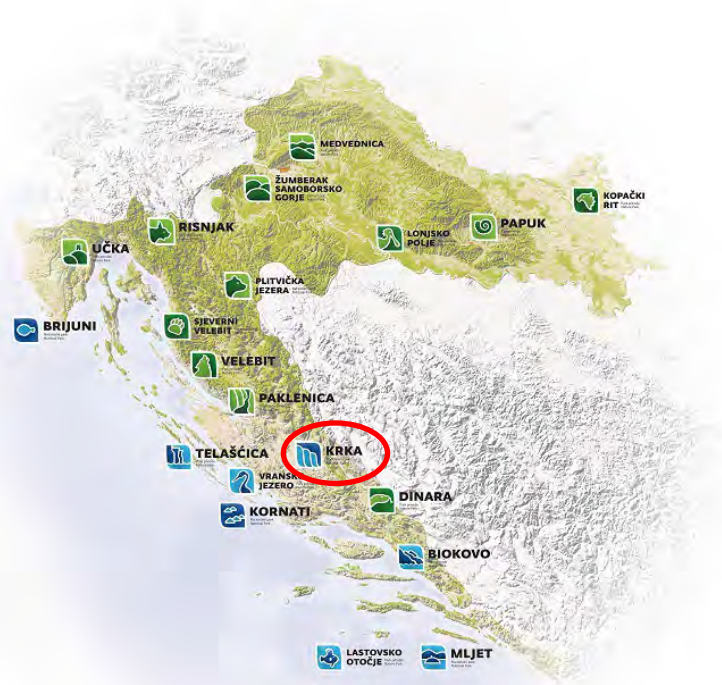 MEDVEDNICA
ŽUMBERAK
SAMOBORSKO
GORJE
KOPAČKI
RIT
RISNJAK
LONJSKO
POLJE
PAPUK
UČKA
PLITVIČKA
JEZERA
BRIJUNI
SJEVERNI
VELEBIT
VELEBIT
PAKLENICA
TELAŠĆICA
KRKA
VRANSKO
JEZERO
DINARA
KORNATI
BIOKOVO
LASTOVSKO
OTOČJE
MLJET